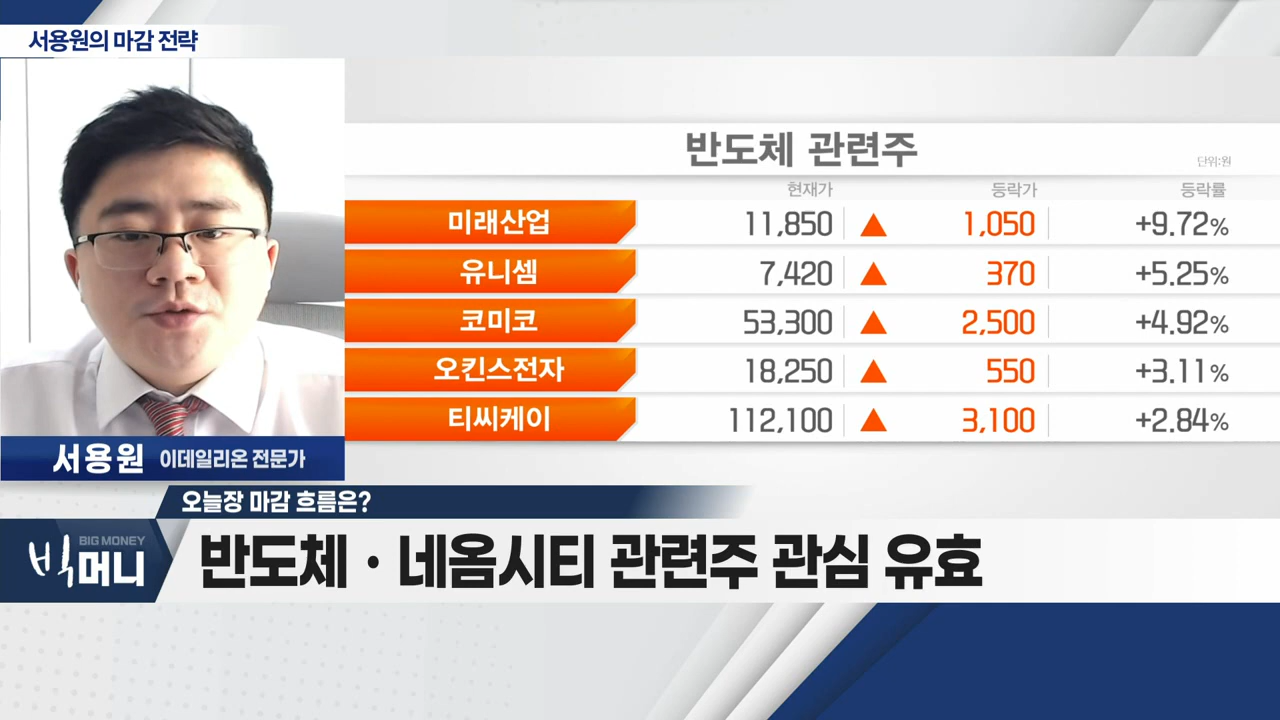 서용원의 마감 전략
반도체 관련주
단위:원
현재가 등락가 등락률
미래산업 11,850 ▲ 1,050 +9.72%
유니셈 7,420 ▲ 370 +5.25%
코미코 53,300 ▲ 2,500 +4.92%
오킨스전자 18,250 ▲ 550 +3.11%
티씨케이 112,100 ▲ 3,100 +2.84%
서용원 이데일리온 전문가
오늘장 마감 흐름은?
BIG MONEY
빅머니
반도체·네옴시티 관련주 관심 유효